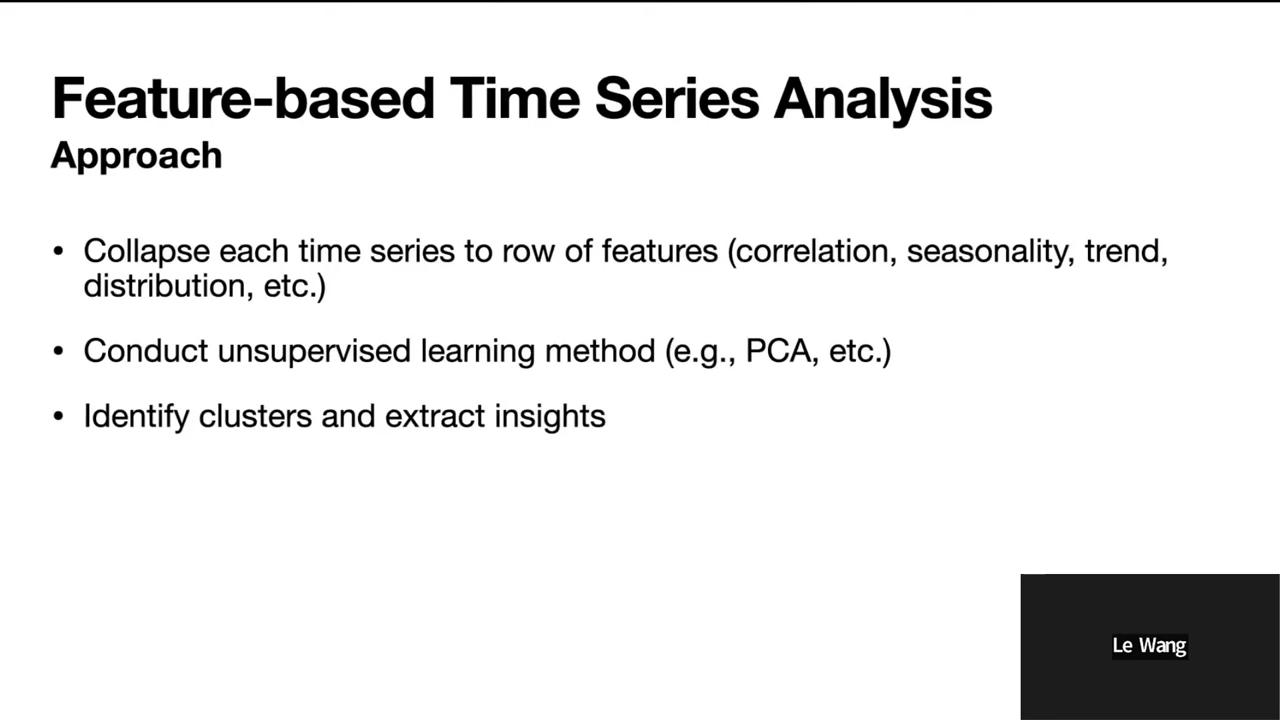 Feature-based Time Series Analysis
Approach
• Collapse each time series to row of features (correlation, seasonality, trend,
distribution, etc.)
• Conduct unsupervised learning method (e.g., PCA, etc.)
• Identify clusters and extract insights
Le Wang